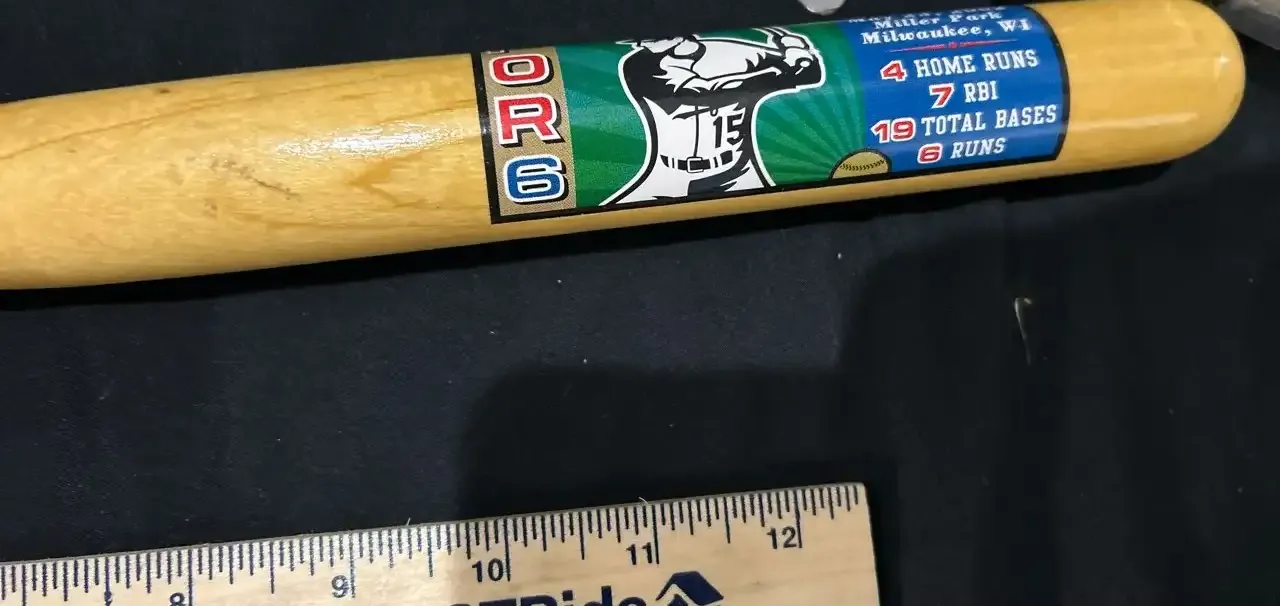 O
R
6
15
Miller Park
Milwaukee, WI
4 HOME RUNS
7 RBI
19 TOTAL BASES
6 RUNS
8 9 10 11 12